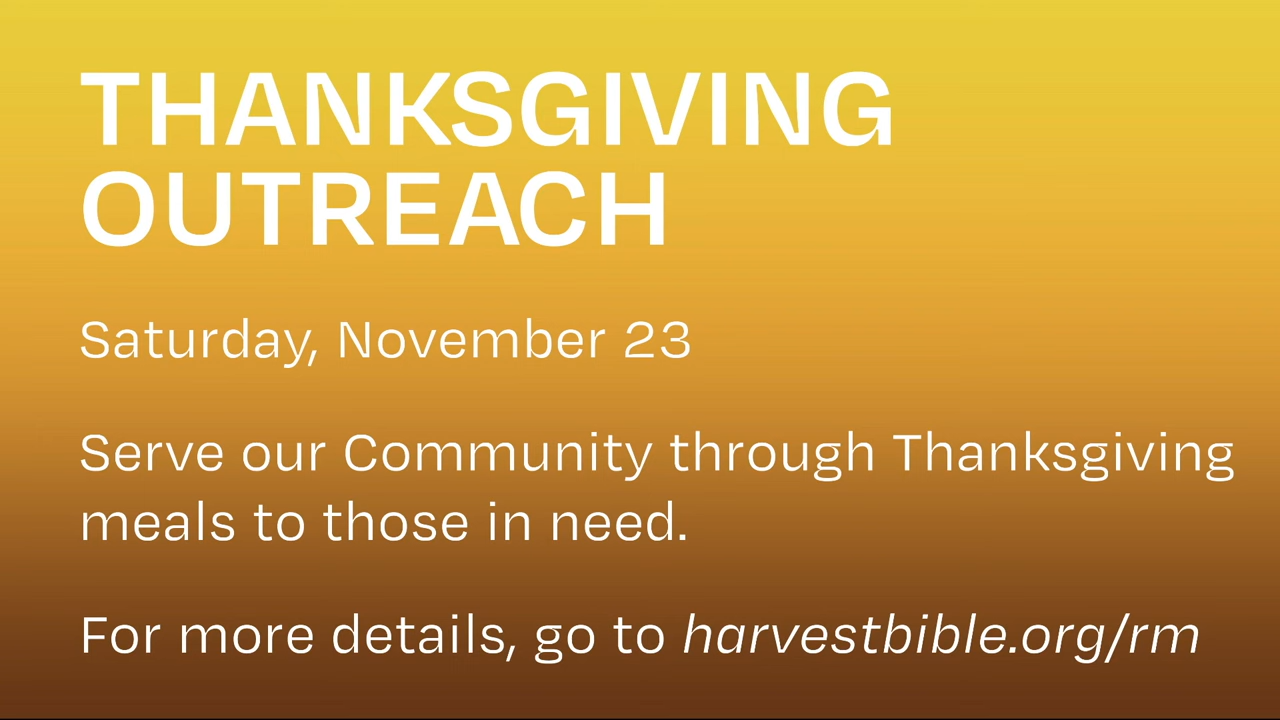 THANKSGIVING
OUTREACH
Saturday, November 23
Serve our Community through Thanksgiving
meals to those in need.
For more details, go to harvestbible.org/rm